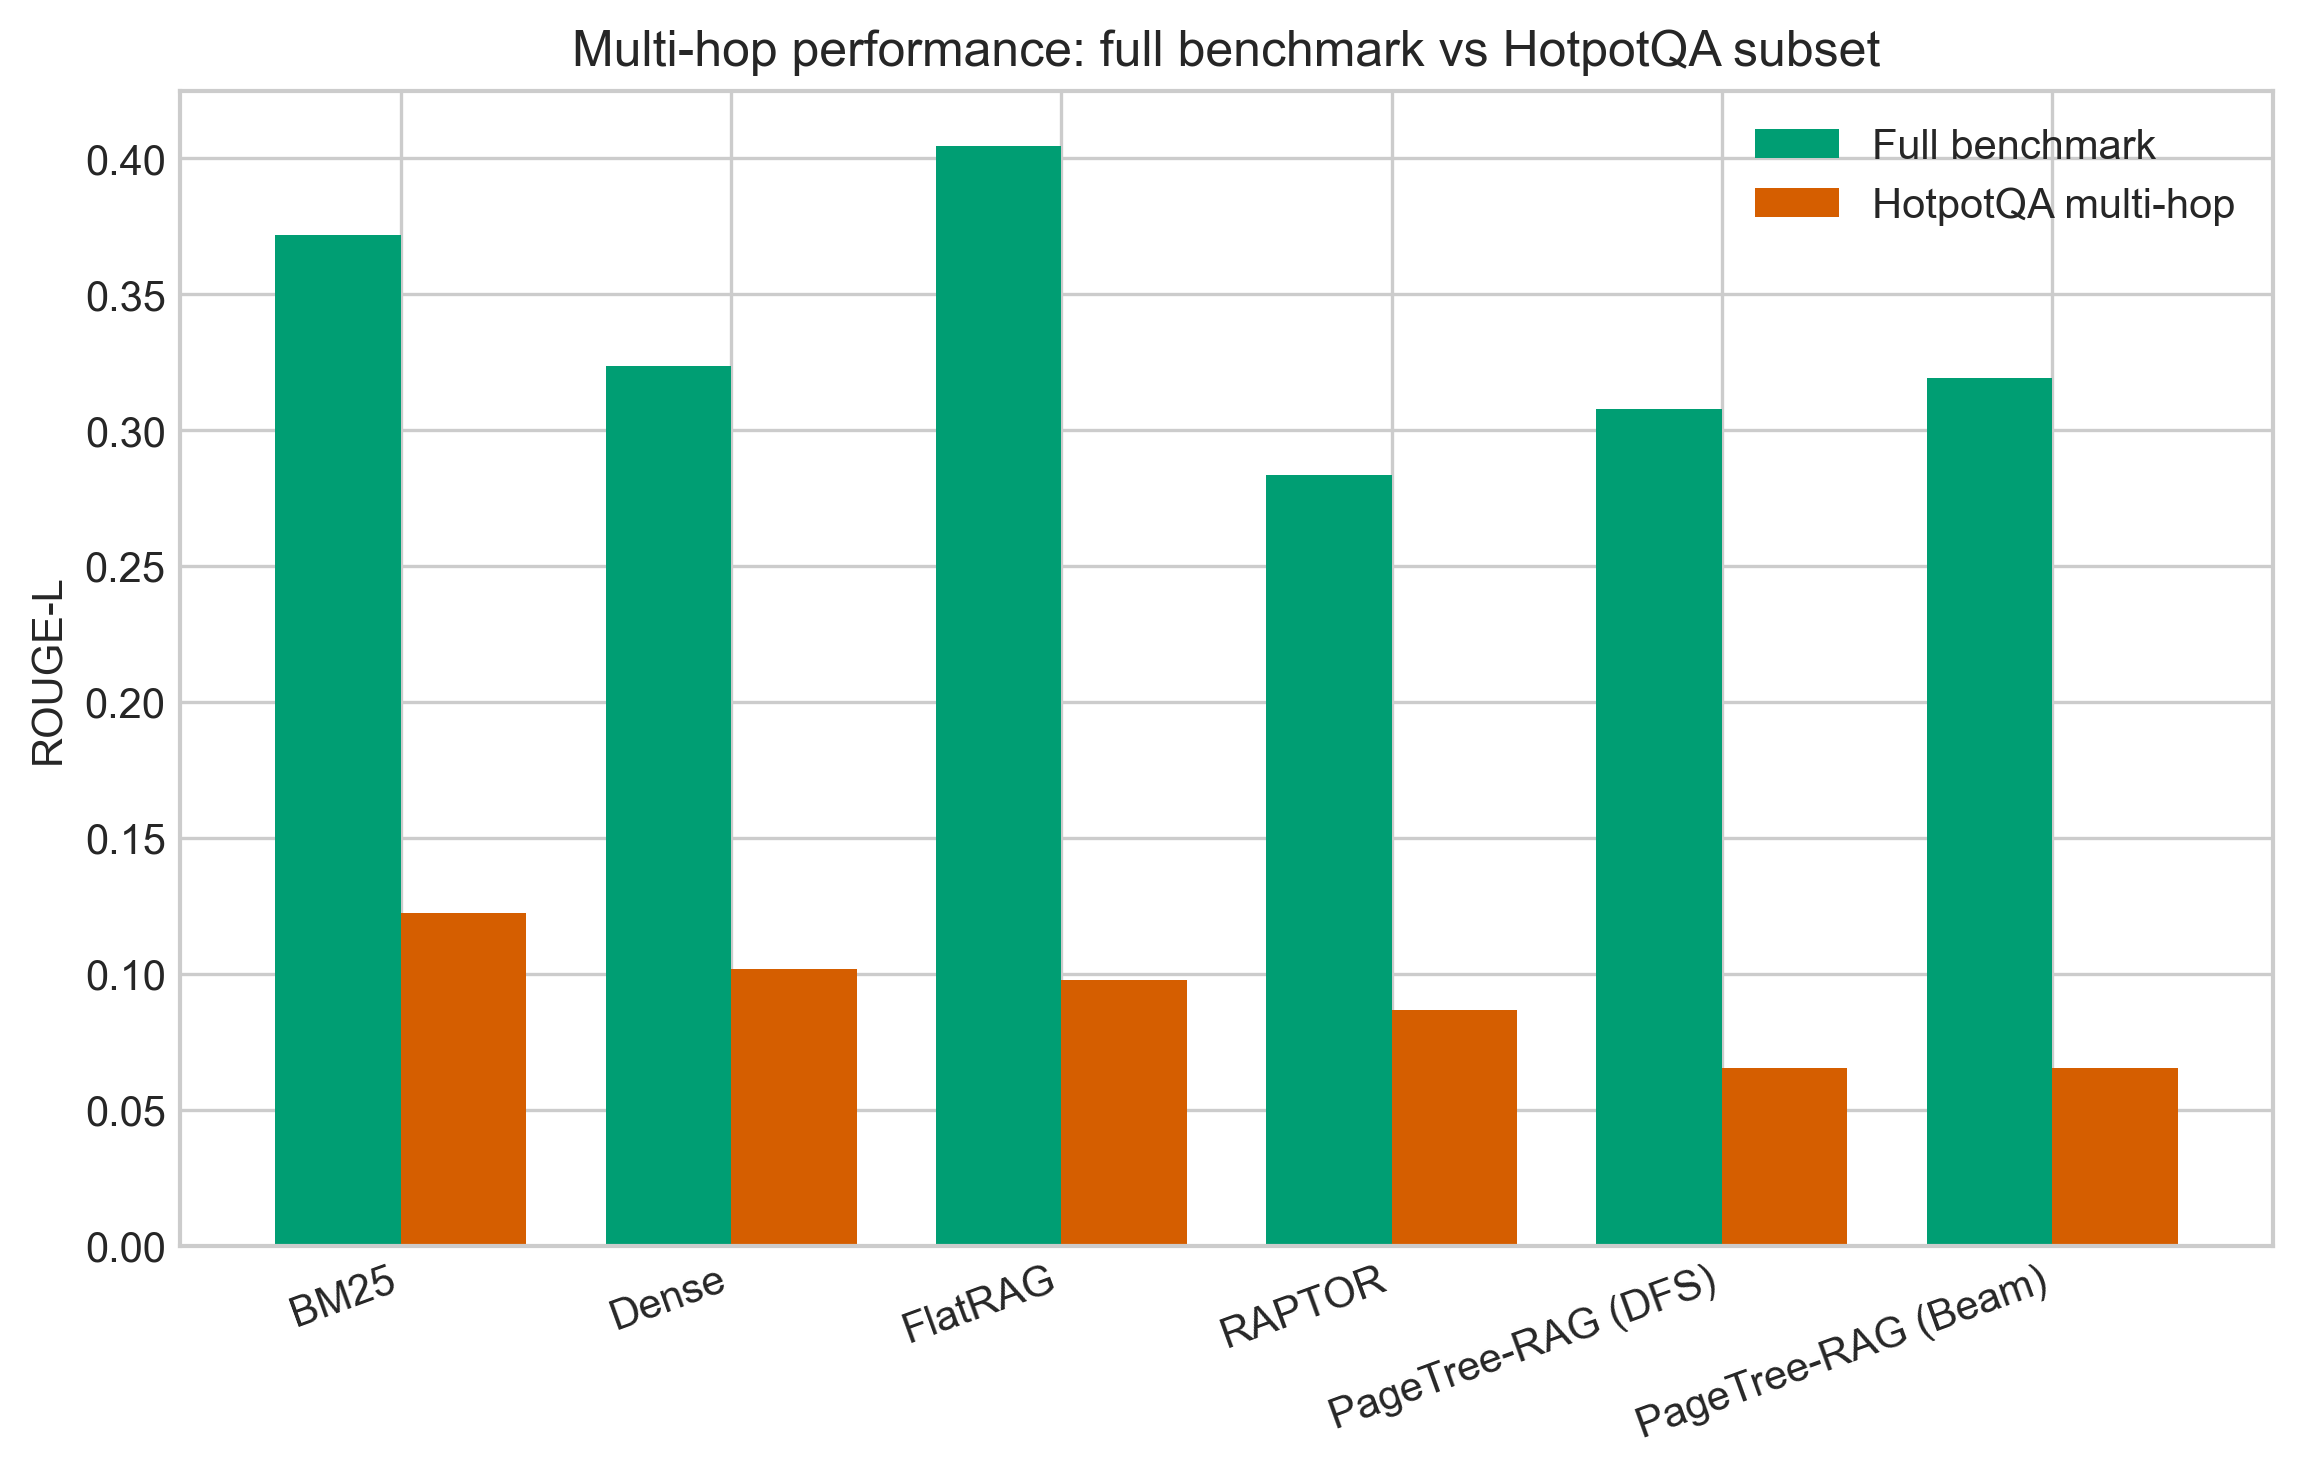 Multi-hop performance: full benchmark vs HotpotQA subset
Full benchmark
HotpotQA multi-hop
ROUGE-L
0.40
0.35
0.30
0.25
0.20
0.15
0.10
0.05
0.00
BM25
Dense
FlatRAG
RAPTOR
PageTree-RAG (DFS)
PageTree-RAG (Beam)